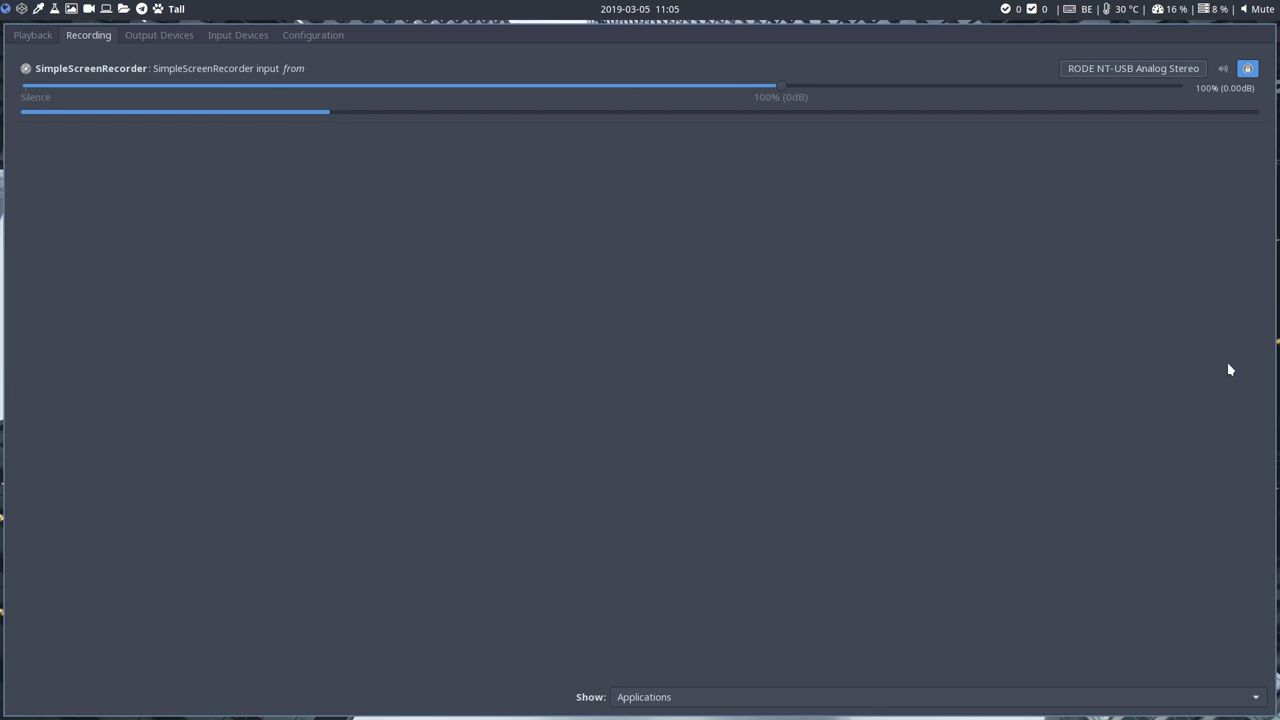 Tall 2019-03-05 11:05 0 0 BE 30 °C 16 % 8 % Mute
Playback Recording Output Devices Input Devices Configuration
SimpleScreenRecorder: SimpleScreenRecorder input from RODE NT-USB Analog Stereo
100% (0.00dB)
Silence 100% (0dB)
Show: Applications